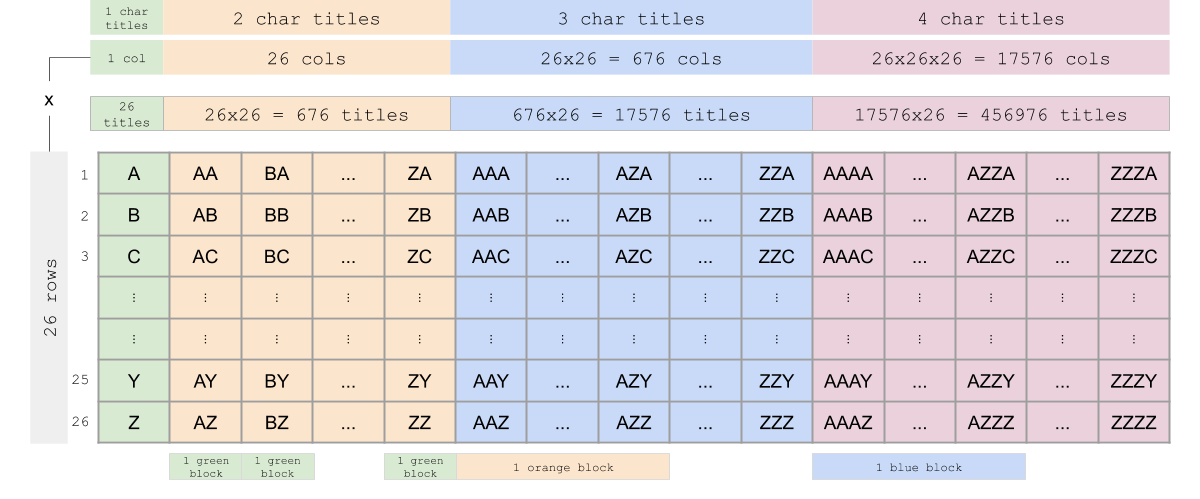 1 char
titles
2 char titles
3 char titles
4 char titles
1 col
26 cols
26x26 = 676 cols
26x26x26 = 17576 cols
x
26
titles
26x26 = 676 titles
676x26 = 17576 titles
17576x26 = 456976 titles
26 rows
1 A AA BA ... ZA AAA ... AZA ... ZZA AAAA ... AZZA ... ZZZA
2 B AB BB ... ZB AAB ... AZB ... ZZB AAAB ... AZZB ... ZZZB
3 C AC BC ... ZC AAC ... AZC ... ZZC AAAC ... AZZC ... ZZZC
⋮ ⋮ ⋮ ⋮ ⋮ ⋮ ⋮ ⋮ ⋮ ⋮ ⋮ ⋮ ⋮ ⋮ ⋮
⋮ ⋮ ⋮ ⋮ ⋮ ⋮ ⋮ ⋮ ⋮ ⋮ ⋮ ⋮ ⋮ ⋮ ⋮
25 Y AY BY ... ZY AAY ... AZY ... ZZY AAAY ... AZZY ... ZZZY
26 Z AZ BZ ... ZZ AAZ ... AZZ ... ZZZ AAAZ ... AZZZ ... ZZZZ
1 green
block
1 green
block
1 green
block
1 orange block
1 blue block